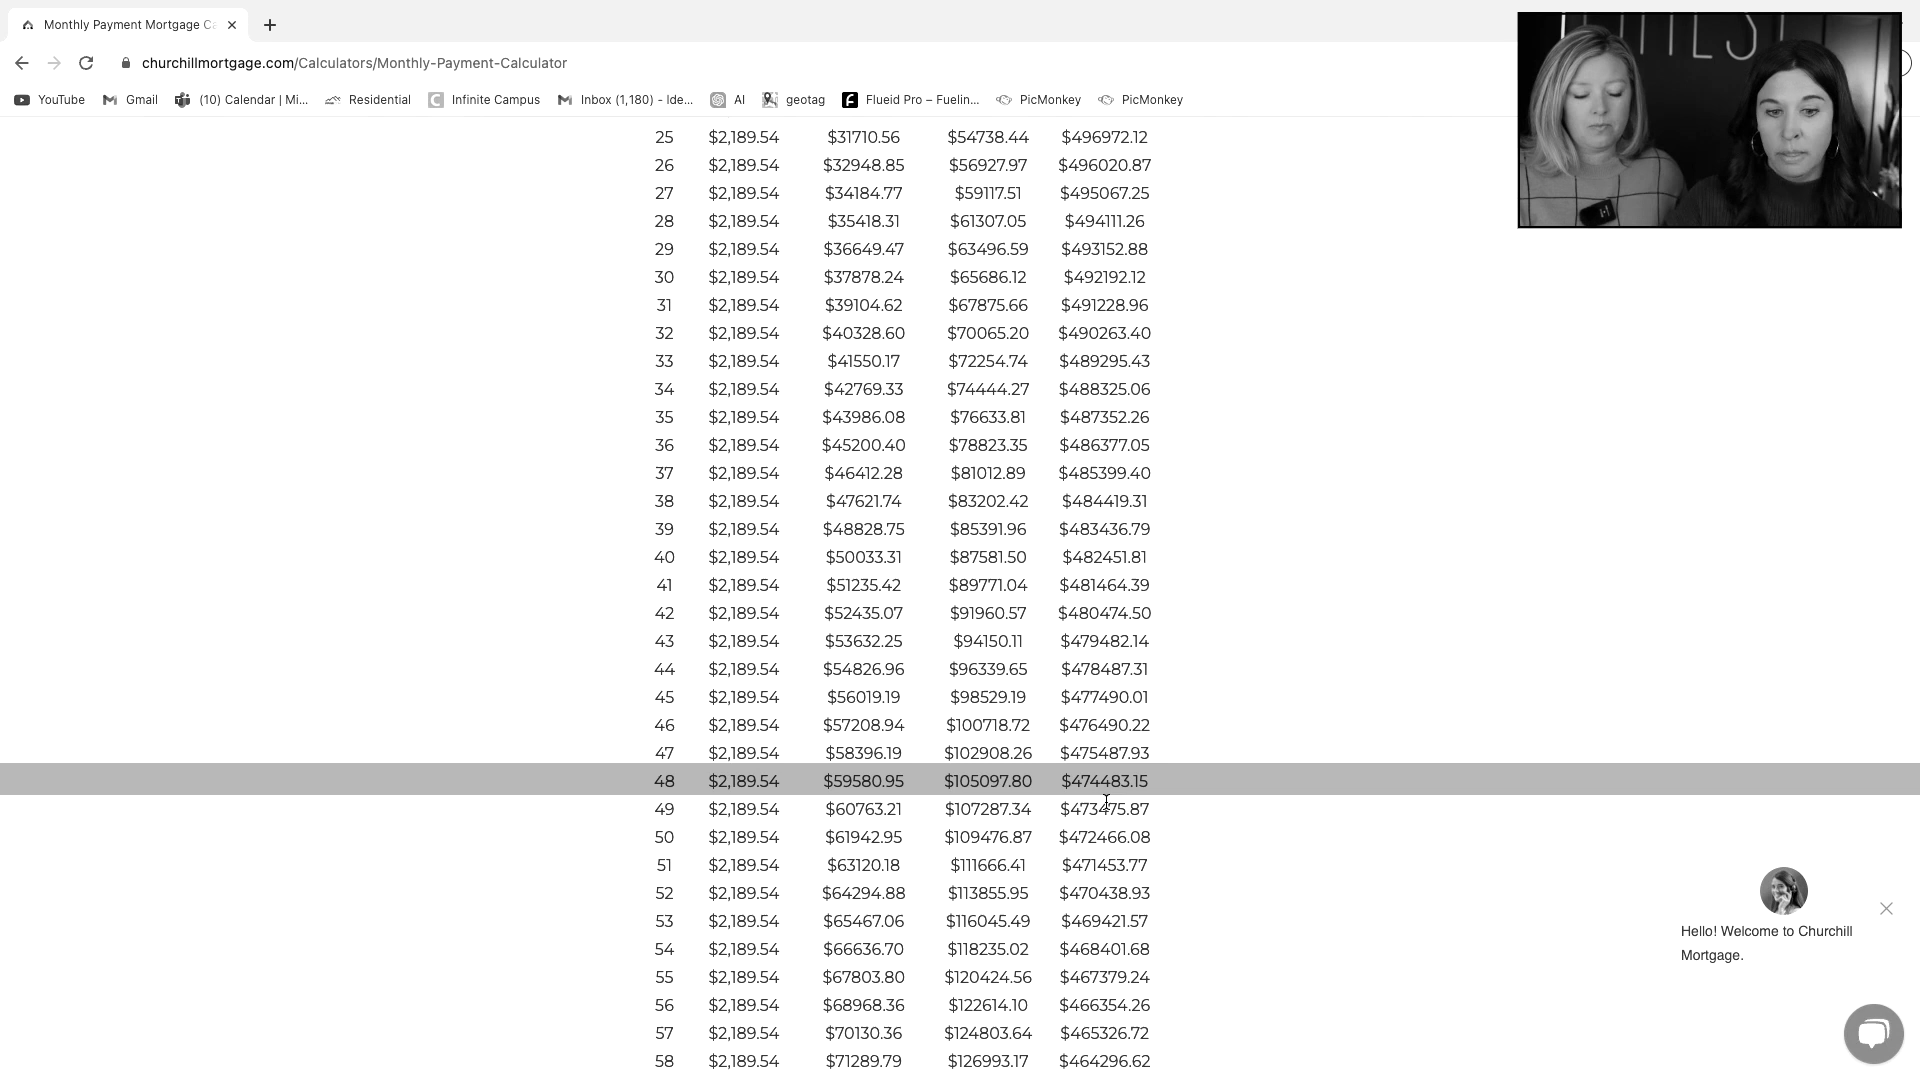 Monthly Payment Mortgage Ca
churchillmortgage.com/Calculators/Monthly-Payment-Calculator
YouTube Gmail (10) Calendar | Mi... Residential Infinite Campus Inbox (1,180) - Ide... AI geotag Flueid Pro – Fuelin... PicMonkey PicMonkey
25 $2,189.54 $31710.56 $54738.44 $496972.12
26 $2,189.54 $32948.85 $56927.97 $496020.87
27 $2,189.54 $34184.77 $59117.51 $495067.25
28 $2,189.54 $35418.31 $61307.05 $494111.26
29 $2,189.54 $36649.47 $63496.59 $493152.88
30 $2,189.54 $37878.24 $65686.12 $492192.12
31 $2,189.54 $39104.62 $67875.66 $491228.96
32 $2,189.54 $40328.60 $70065.20 $490263.40
33 $2,189.54 $41550.17 $72254.74 $489295.43
34 $2,189.54 $42769.33 $74444.27 $488325.06
35 $2,189.54 $43986.08 $76633.81 $487352.26
36 $2,189.54 $45200.40 $78823.35 $486377.05
37 $2,189.54 $46412.28 $81012.89 $485399.40
38 $2,189.54 $47621.74 $83202.42 $484419.31
39 $2,189.54 $48828.75 $85391.96 $483436.79
40 $2,189.54 $50033.31 $87581.50 $482451.81
41 $2,189.54 $51235.42 $89771.04 $481464.39
42 $2,189.54 $52435.07 $91960.57 $480474.50
43 $2,189.54 $53632.25 $94150.11 $479482.14
44 $2,189.54 $54826.96 $96339.65 $478487.31
45 $2,189.54 $56019.19 $98529.19 $477490.01
46 $2,189.54 $57208.94 $100718.72 $476490.22
47 $2,189.54 $58396.19 $102908.26 $475487.93
48 $2,189.54 $59580.95 $105097.80 $474483.15
49 $2,189.54 $60763.21 $107287.34 $473475.87
50 $2,189.54 $61942.95 $109476.87 $472466.08
51 $2,189.54 $63120.18 $111666.41 $471453.77
52 $2,189.54 $64294.88 $113855.95 $470438.93
53 $2,189.54 $65467.06 $116045.49 $469421.57
54 $2,189.54 $66636.70 $118235.02 $468401.68
55 $2,189.54 $67803.80 $120424.56 $467379.24
56 $2,189.54 $68968.36 $122614.10 $466354.26
57 $2,189.54 $70130.36 $124803.64 $465326.72
58 $2,189.54 $71289.79 $126993.17 $464296.62
Hello! Welcome to Churchill
Mortgage.